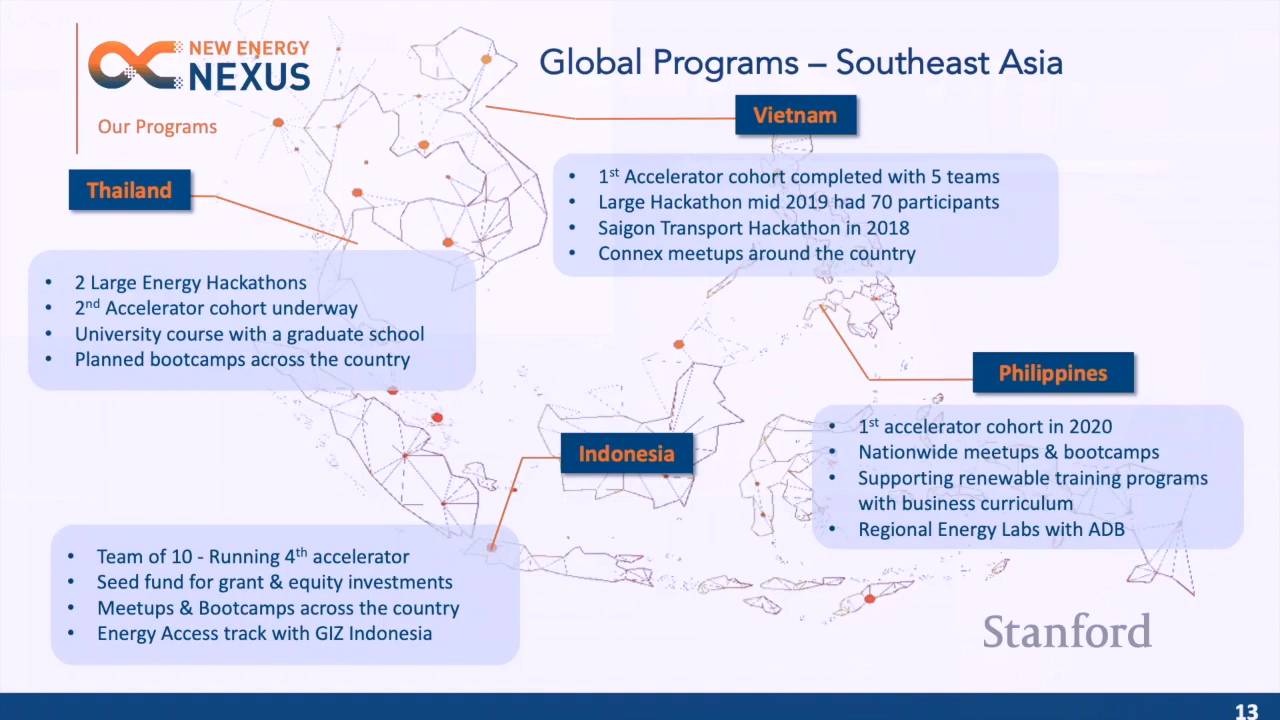 NEW ENERGY
NEXUS
Our Programs
Global Programs – Southeast Asia
Vietnam
• 1st Accelerator cohort completed with 5 teams
• Large Hackathon mid 2019 had 70 participants
• Saigon Transport Hackathon in 2018
• Connex meetups around the country
Thailand
• 2 Large Energy Hackathons
• 2nd Accelerator cohort underway
• University course with a graduate school
• Planned bootcamps across the country
Philippines
• 1st accelerator cohort in 2020
• Nationwide meetups & bootcamps
• Supporting renewable training programs
with business curriculum
• Regional Energy Labs with ADB
Indonesia
• Team of 10 - Running 4th accelerator
• Seed fund for grant & equity investments
• Meetups & Bootcamps across the country
• Energy Access track with GIZ Indonesia
Stanford
13